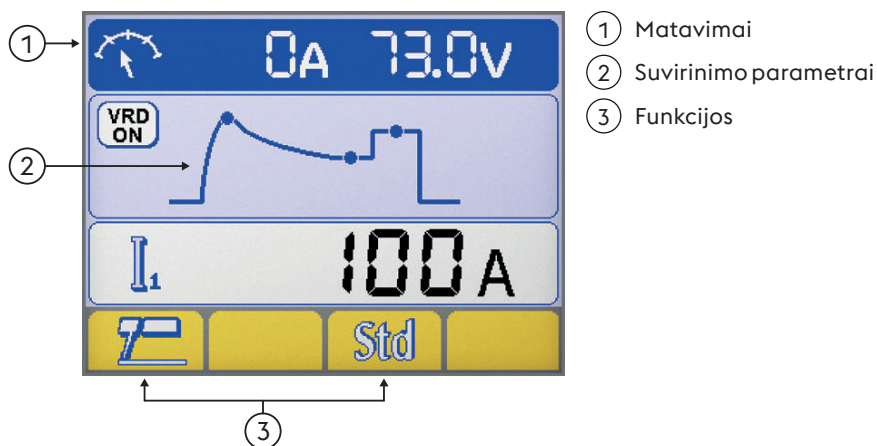 1
0A 73.0V
VRD
ON
2
I1
100A
Std
3
1 Matavimai
2 Suvirinimo parametrai
3 Funkcijos